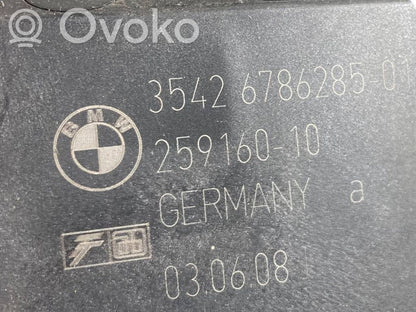 Ovoko
3542 6786285-01
BMW
259160-10
GERMANY a
03.06.08